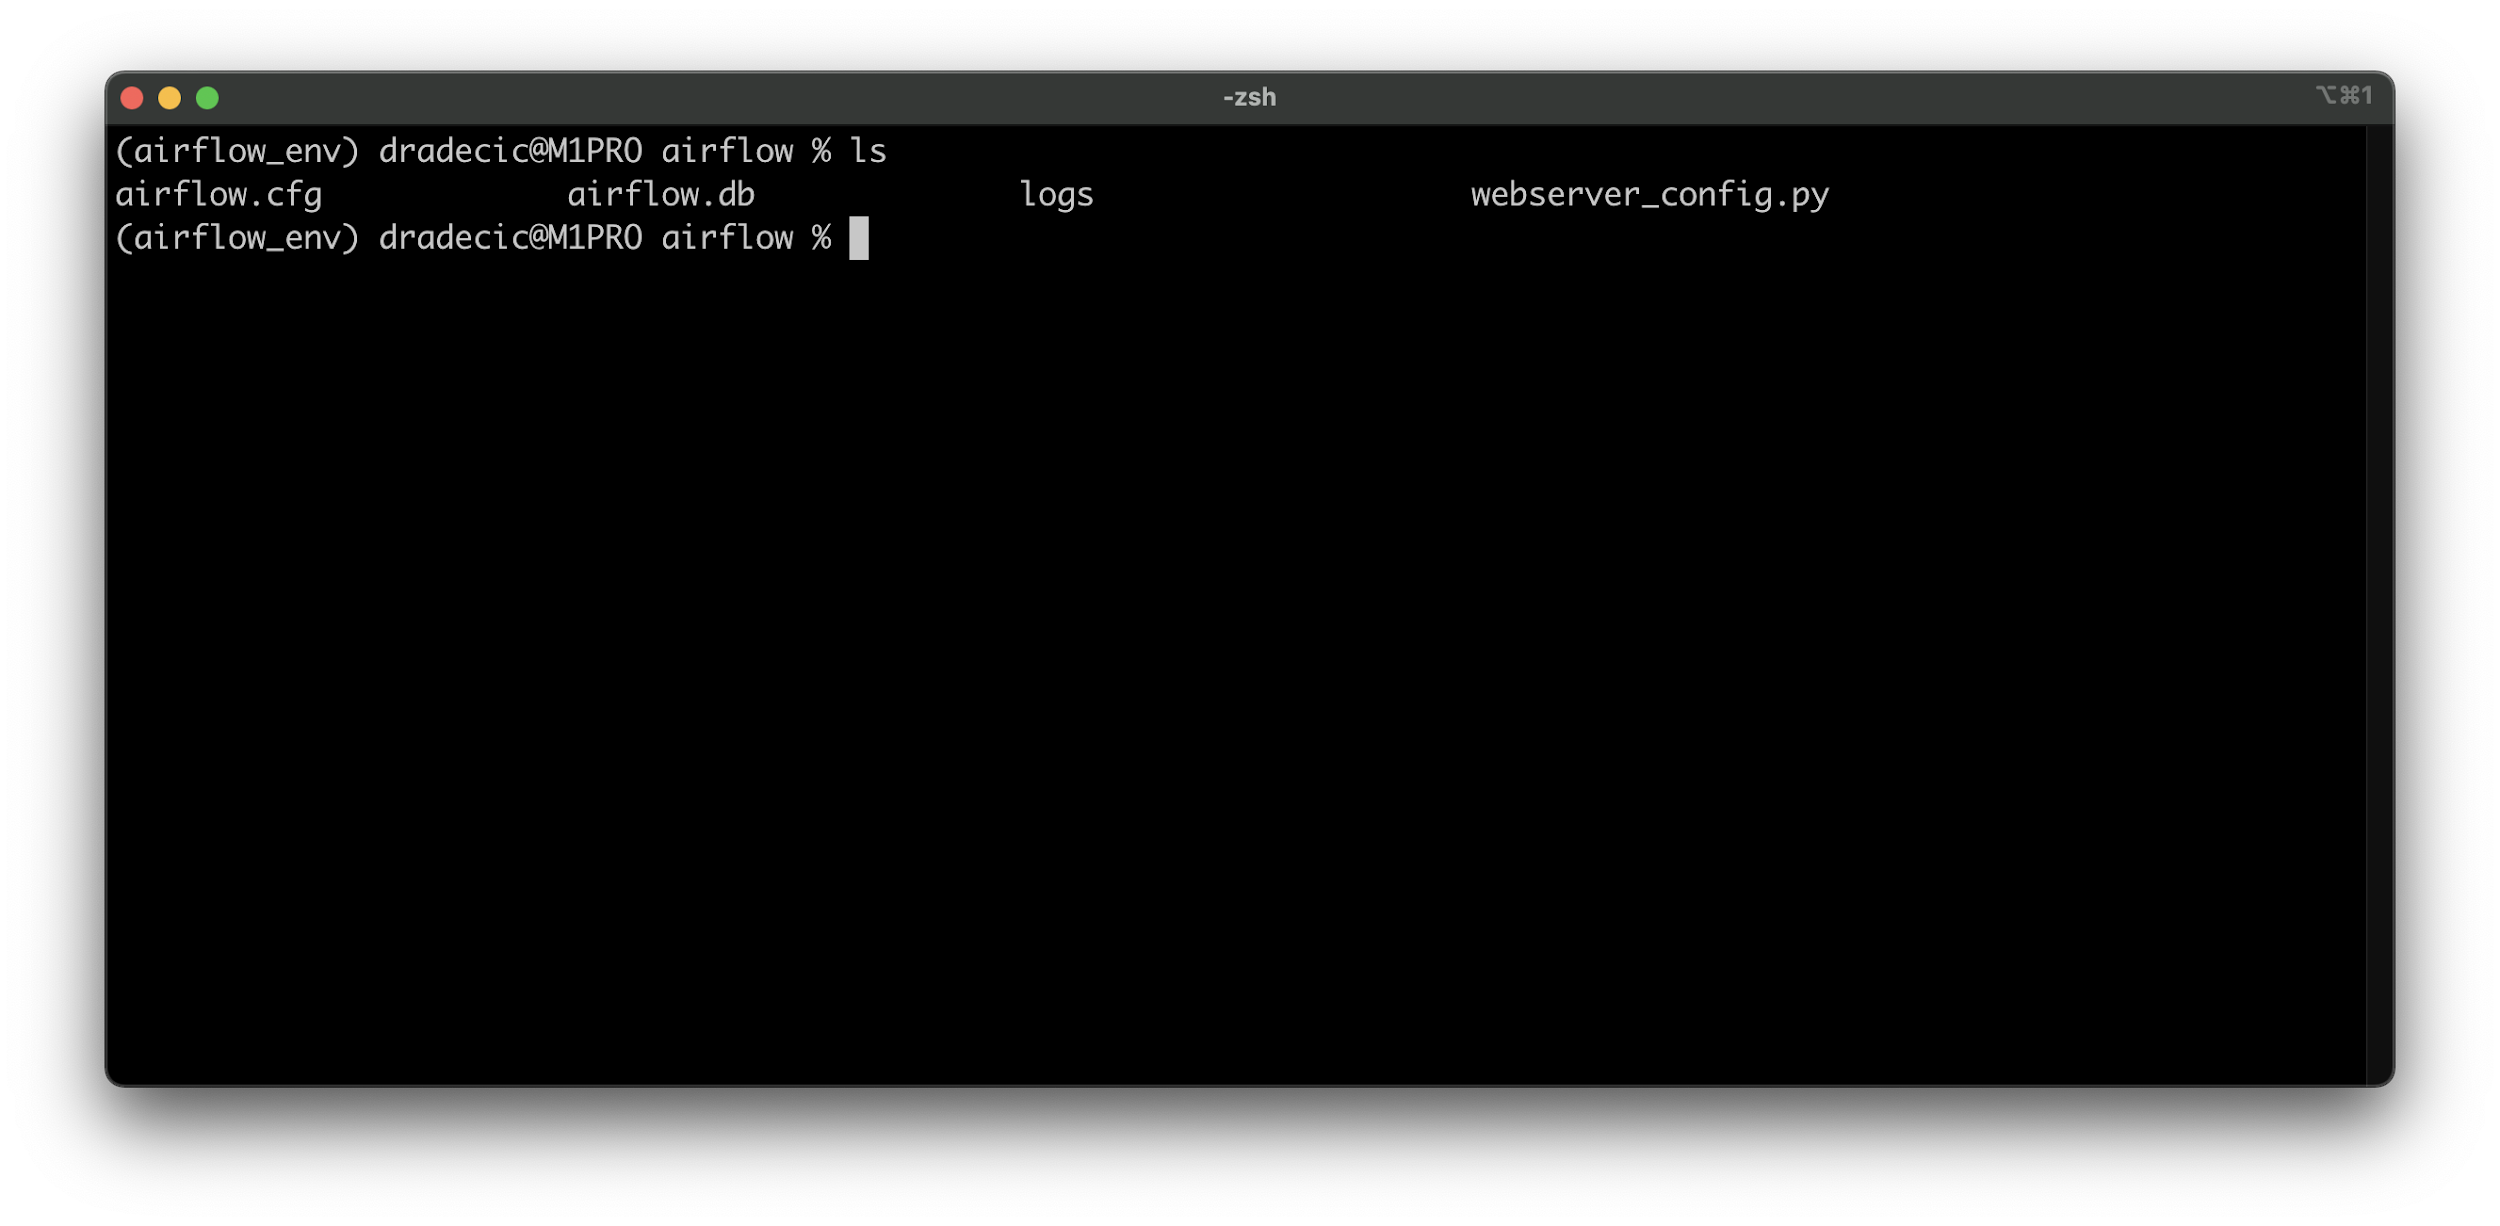 -zsh
⌥⌘1
(airflow_env) dradecic@M1PRO airflow % ls
airflow.cfg airflow.db logs webserver_config.py
(airflow_env) dradecic@M1PRO airflow %